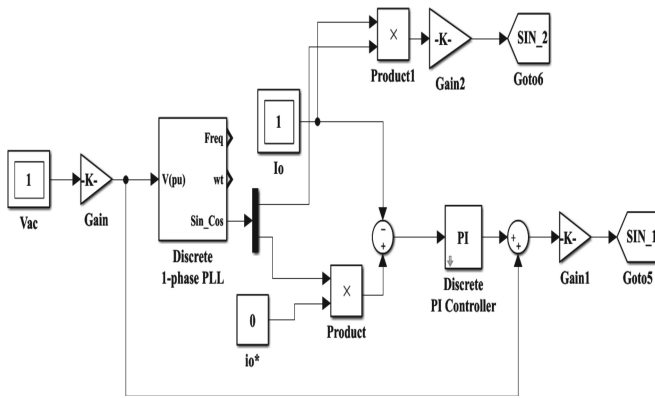 ×
-K-
SIN_2
Product1
Gain2
Goto6
1
Io
Freq
V(pu)
wt
Sin_Cos
Discrete
1-phase PLL
1
Vac
-K-
Gain
−
+
PI
Discrete
PI Controller
+
+
-K-
Gain1
SIN_1
Goto5
×
Product
0
io*